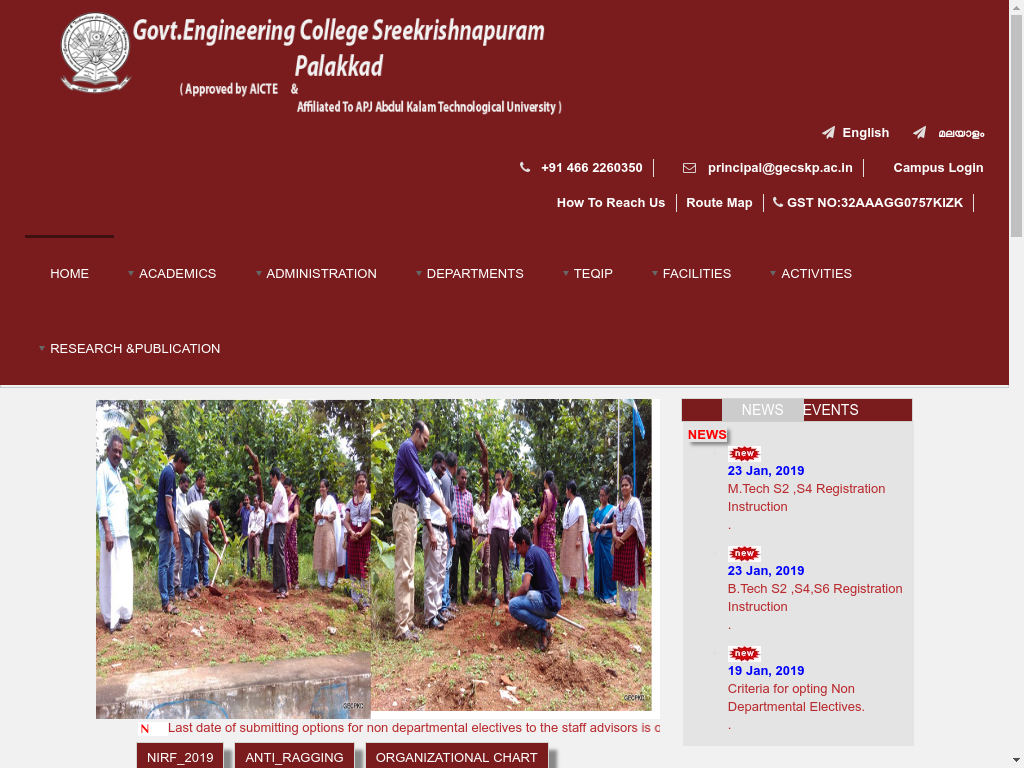 Govt.Engineering College Sreekrishnapuram
Palakkad
( Approved by AICTE &
Affiliated To APJ Abdul Kalam Technological University )
English മലയാളം
+91 466 2260350 principal@gecskp.ac.in Campus Login
How To Reach Us Route Map GST NO:32AAAGG0757KIZK
HOME ACADEMICS ADMINISTRATION DEPARTMENTS TEQIP FACILITIES ACTIVITIES
RESEARCH &PUBLICATION
NEWS EVENTS
NEWS
new
23 Jan, 2019
M.Tech S2 ,S4 Registration
Instruction
.
new
23 Jan, 2019
B.Tech S2 ,S4,S6 Registration
Instruction
.
new
19 Jan, 2019
Criteria for opting Non
Departmental Electives.
.
GECPKD
GECPKD
N Last date of submitting options for non departmental electives to the staff advisors is
NIRF_2019 ANTI_RAGGING ORGANIZATIONAL CHART